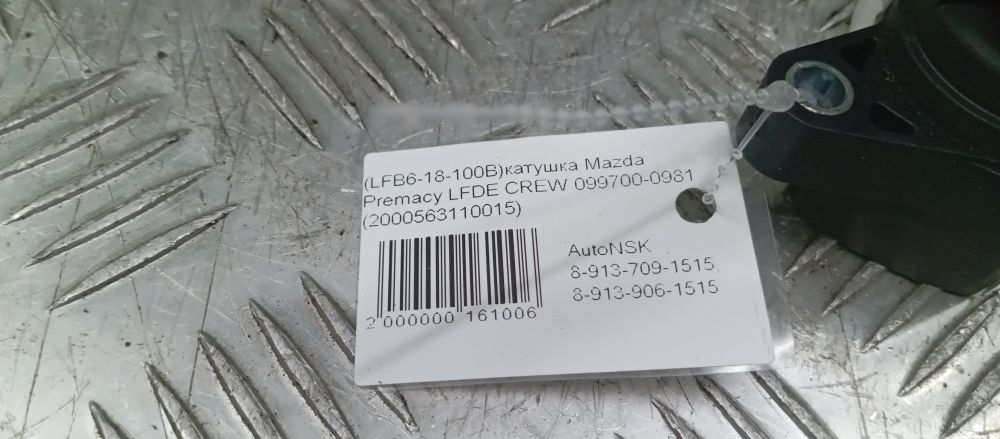 (LFB6-18-100B)катушка Mazda
Premacy LFDE CREW 099700-0981
(2000563110015)
AutoNSK
8-913-709-1515
8-913-906-1515
2 000000 161006